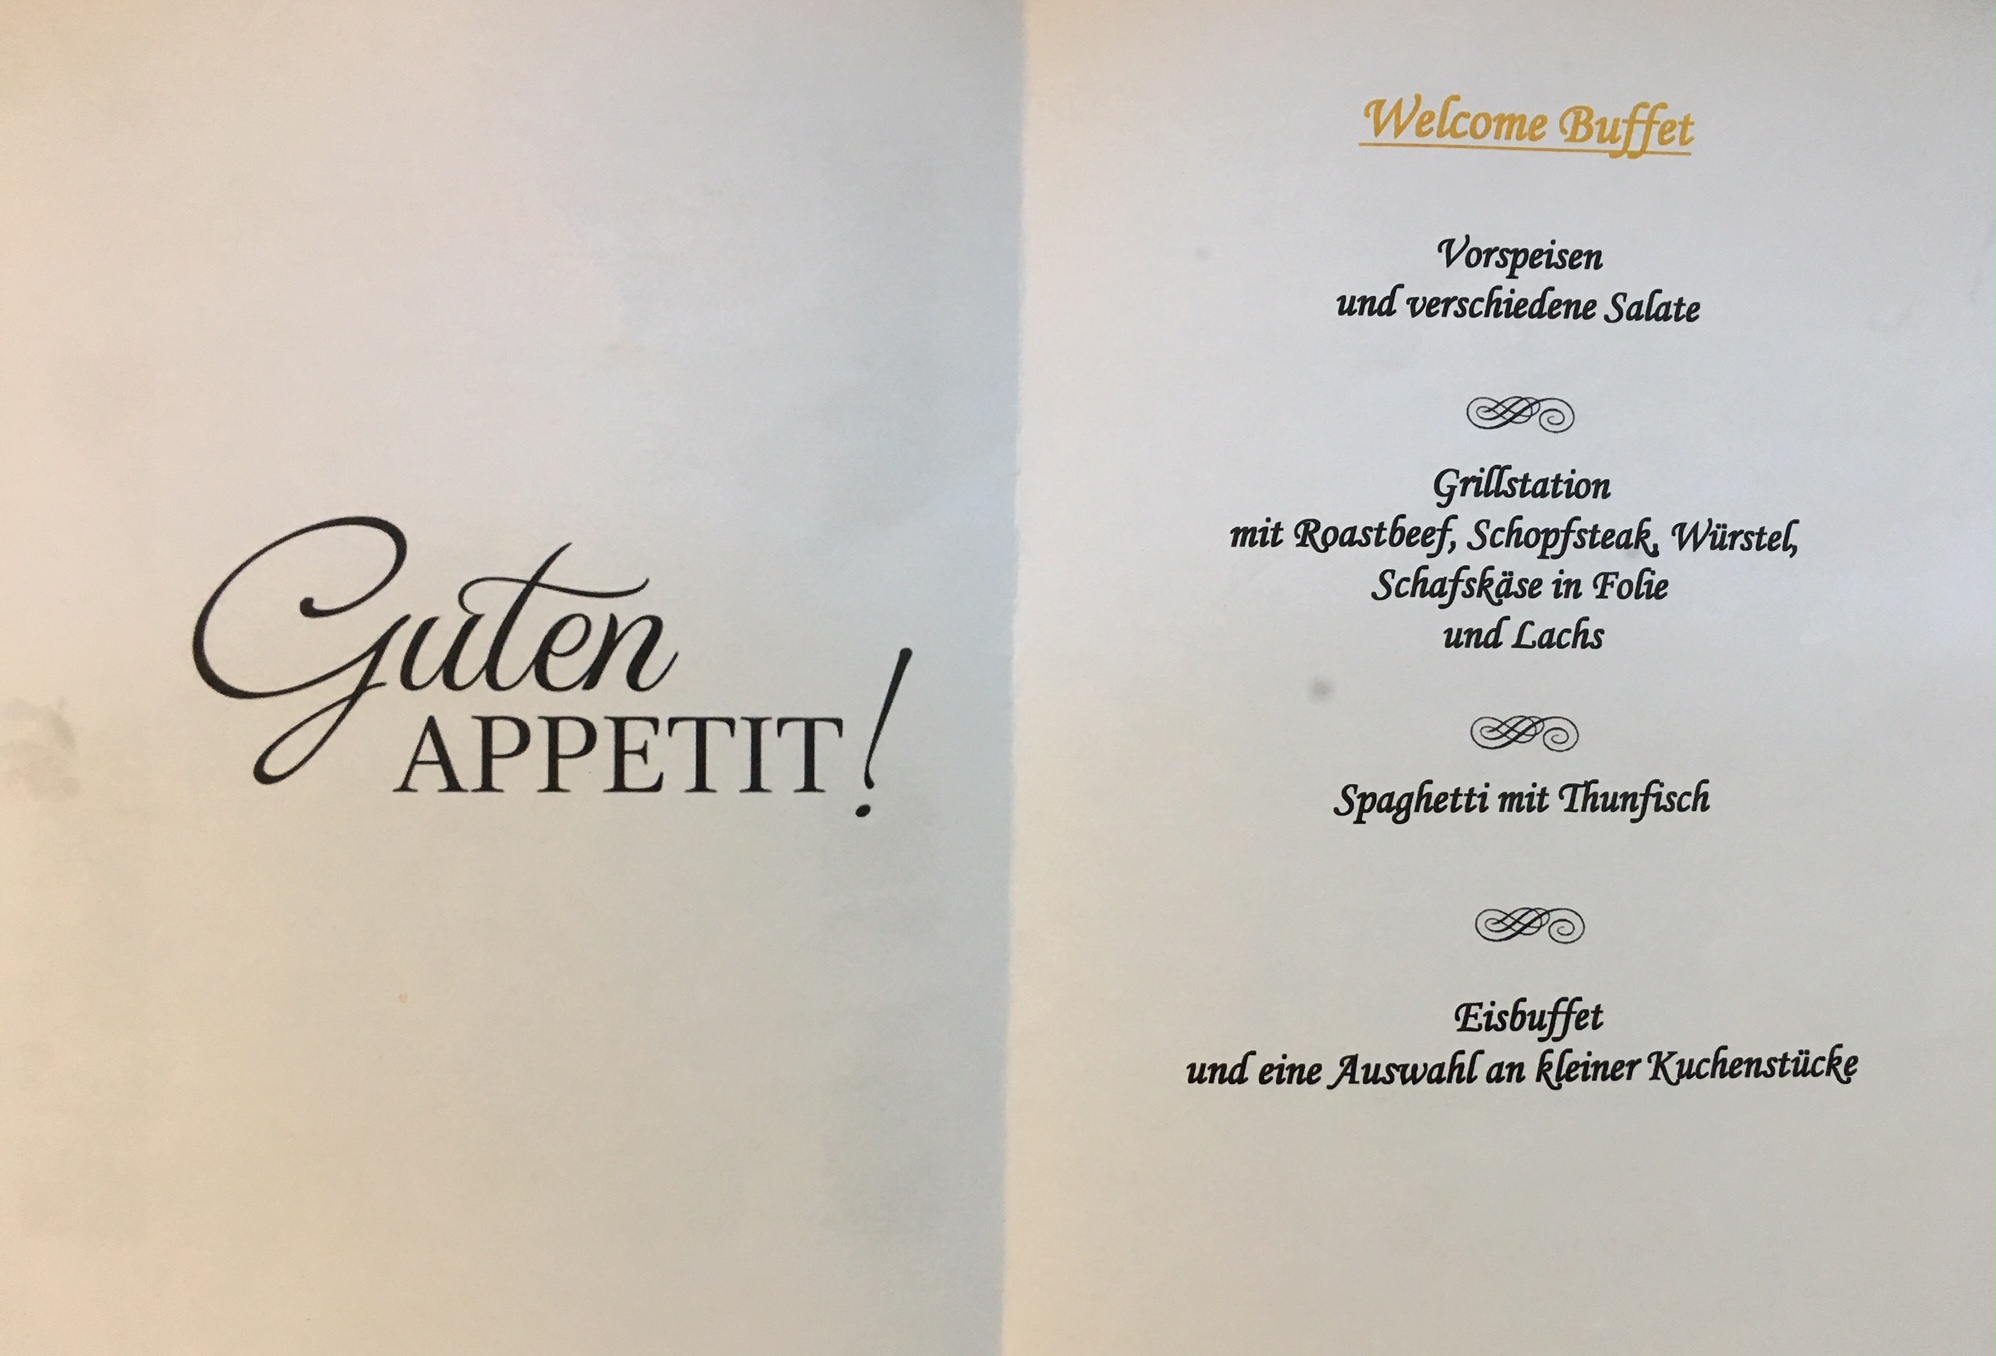 Guten
APPETIT!
Welcome Buffet
Vorspeisen
und verschiedene Salate
Grillstation
mit Roastbeef, Schopfsteak, Würstel,
Schafskäse in Folie
und Lachs
Spaghetti mit Thunfisch
Eisbuffet
und eine Auswahl an kleiner Kuchenstücke